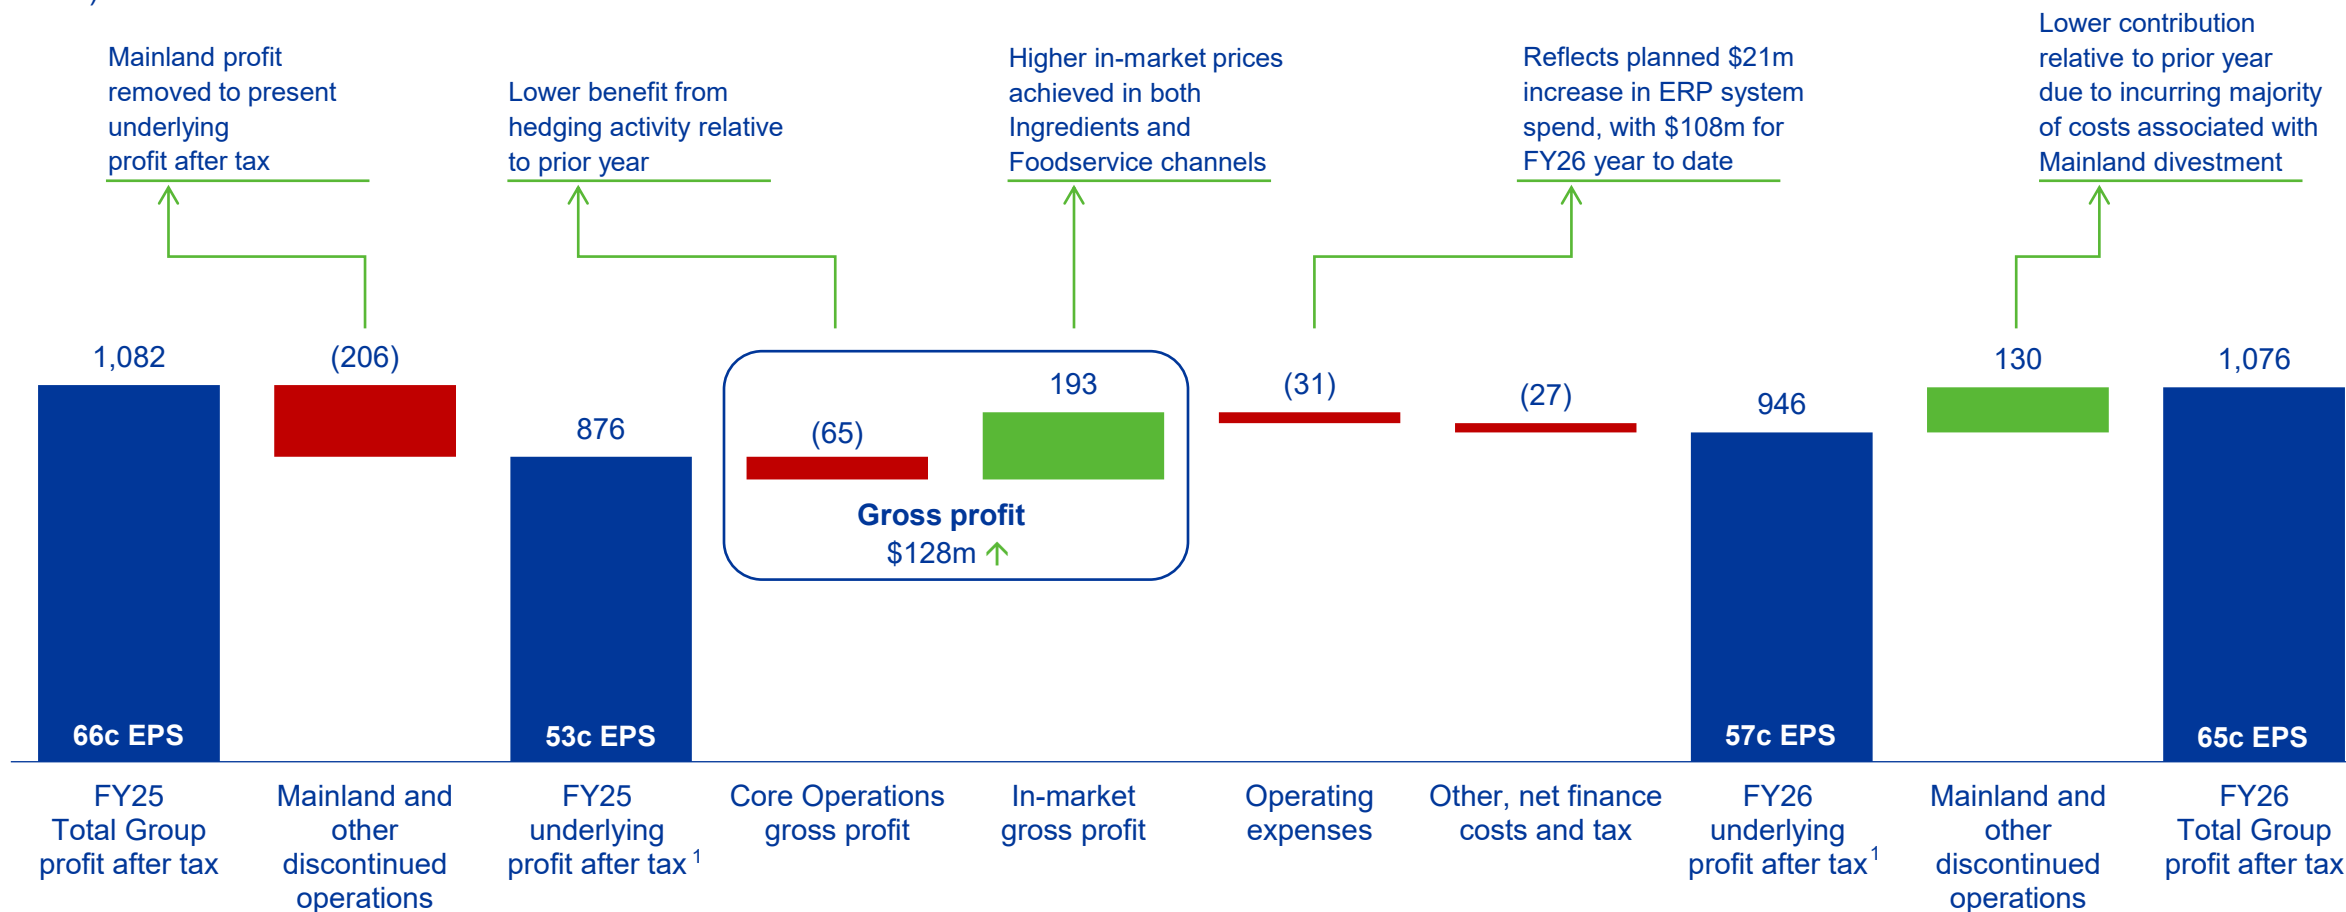 Mainland profit
removed to present
underlying
profit after tax
Lower benefit from
hedging activity relative
to prior year
Higher in-market prices
achieved in both
Ingredients and
Foodservice channels
Reflects planned $21m
increase in ERP system
spend, with $108m for
FY26 year to date
Lower contribution
relative to prior year
due to incurring majority
of costs associated with
Mainland divestment
1,082
(206)
876
(65)
193
(31)
(27)
946
130
1,076
Gross profit
$128m ↑
66c EPS
53c EPS
57c EPS
65c EPS
FY25
Total Group
profit after tax
Mainland and
other
discontinued
operations
FY25
underlying
profit after tax 1
Core Operations
gross profit
In-market
gross profit
Operating
expenses
Other, net finance
costs and tax
FY26
underlying
profit after tax1
Mainland and
other
discontinued
operations
FY26
Total Group
profit after tax